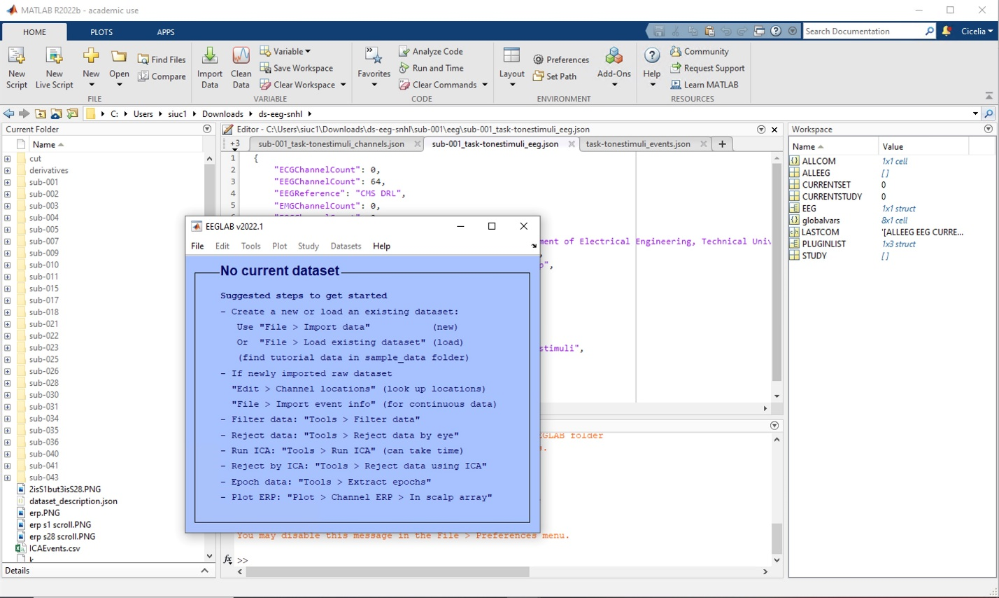 MATLAB R2022b - academic use
HOME PLOTS APPS
Search Documentation
Cicelia
New Script
New Live Script
New
Open
Find Files
Compare
FILE
Import Data
Clean Data
Variable
Save Workspace
Clear Workspace
VARIABLE
Favorites
Analyze Code
Run and Time
Clear Commands
CODE
Layout
Preferences
Set Path
Add-Ons
ENVIRONMENT
Help
Community
Request Support
Learn MATLAB
RESOURCES
C: Users siuc1 Downloads ds-eeg-snhl
Current Folder
Name
cut
derivatives
sub-001
sub-002
sub-003
sub-004
sub-005
sub-007
sub-009
sub-010
sub-011
sub-015
sub-017
sub-018
sub-021
sub-022
sub-023
sub-025
sub-026
sub-028
sub-030
sub-031
sub-034
sub-035
sub-036
sub-040
sub-041
sub-043
2isS1but3isS28.PNG
dataset_description.json
erp.PNG
erp s1 scroll.PNG
erp s28 scroll.PNG
ICAEvents.csv
Details
Editor - C:\Users\siuc1\Downloads\ds-eeg-snhl\sub-001\eeg\sub-001_task-tonestimuli_eeg.json
+3 sub-001_task-tonestimuli_channels.json sub-001_task-tonestimuli_eeg.json task-tonestimuli_events.json +
1 {
2 "ECGChannelCount": 0,
3 "EEGChannelCount": 64,
4 "EEGReference": "CMS DRL",
5 "EMGChannelCount": 0,
ment of Electrical Engineering, Technical Univ
p",
stimuli",
EEGLAB v2022.1
File Edit Tools Plot Study Datasets Help
No current dataset
Suggested steps to get started
- Create a new or load an existing dataset:
Use "File > Import data" (new)
Or "File > Load existing dataset" (load)
(find tutorial data in sample_data folder)
- If newly imported raw dataset
"Edit > Channel locations" (look up locations)
"File > Import event info" (for continuous data)
- Filter data: "Tools > Filter data"
- Reject data: "Tools > Reject data by eye"
- Run ICA: "Tools > Run ICA" (can take time)
- Reject by ICA: "Tools > Reject data using ICA"
- Epoch data: "Tools > Extract epochs"
- Plot ERP: "Plot > Channel ERP > In scalp array"
EGLAB folder
You may disable this message in the File > Preferences menu.
fx >>
Workspace
Name Value
ALLCOM 1x1 cell
ALLEEG []
CURRENTSET 0
CURRENTSTUDY 0
EEG 1x1 struct
globalvars 8x1 cell
LASTCOM '[ALLEEG EEG CURRE...
PLUGINLIST 1x3 struct
STUDY []